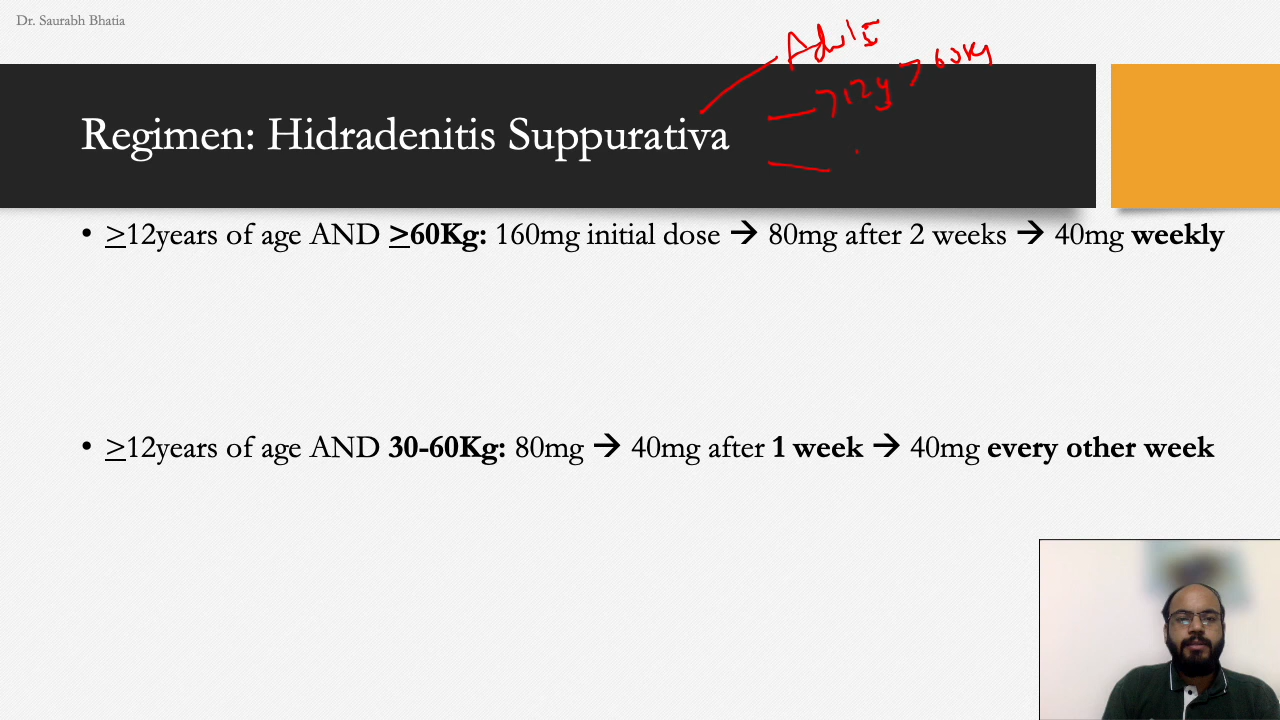 Dr. Saurabh Bhatia
Adults
>12y >60Kg
Regimen: Hidradenitis Suppurativa
• >12years of age AND >60Kg: 160mg initial dose → 80mg after 2 weeks → 40mg weekly
• >12years of age AND 30-60Kg: 80mg → 40mg after 1 week → 40mg every other week